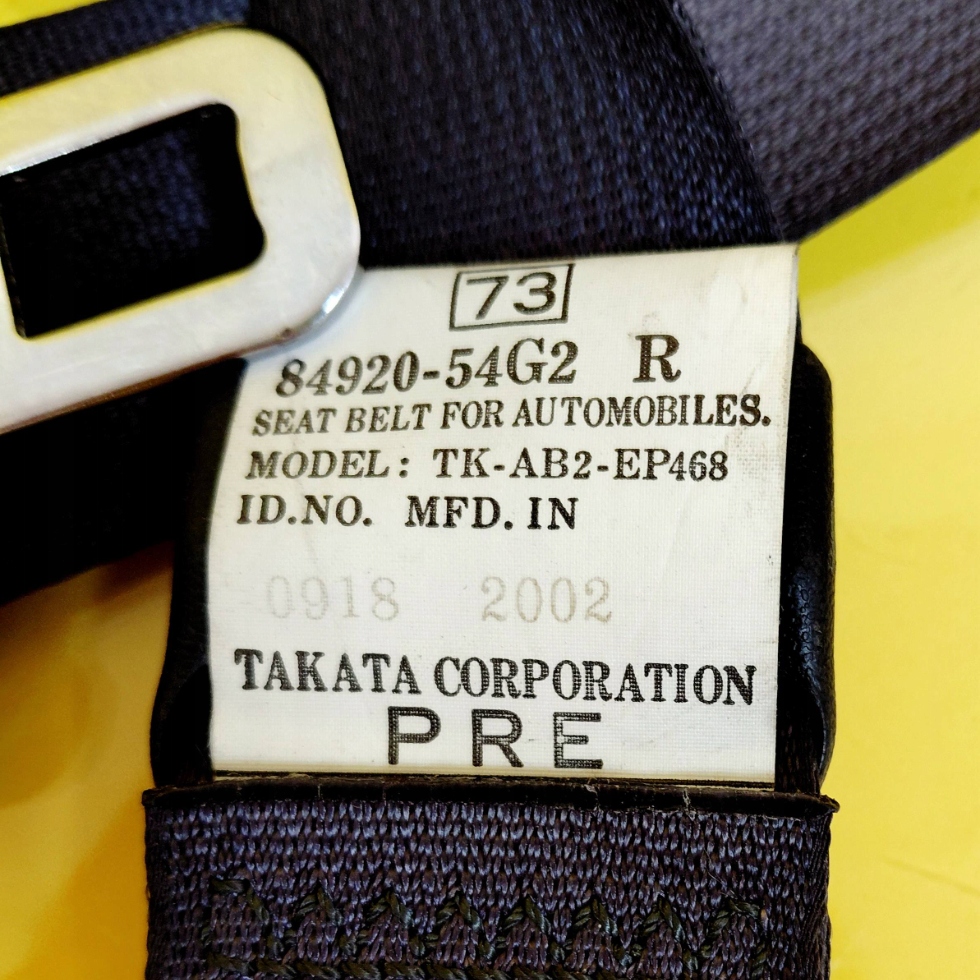 73
84920-54G2 R
SEAT BELT FOR AUTOMOBILES.
MODEL: TK-AB2-EP468
ID.NO. MFD. IN
0918 2002
TAKATA CORPORATION
PRE